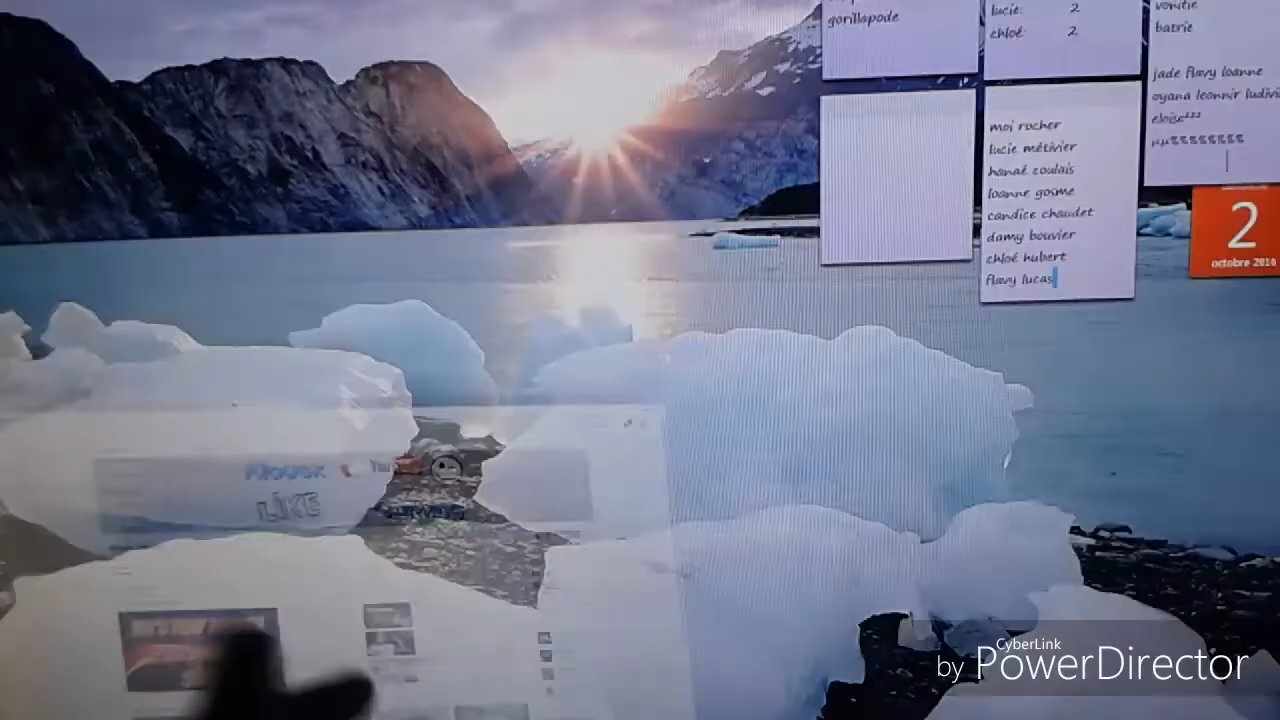 gorillapode
lucie: 2
chloé: 2
batrie
jade flavy loanne
oyana leonnir ludivi
eloise²²²
moi rocher
lucie métivier
hanaé coulais
loanne gosme
candice chaudet
damy bouvier
chloé hubert
flavy lucas
2
octobre 2016
LIKE
by CyberLink
PowerDirector